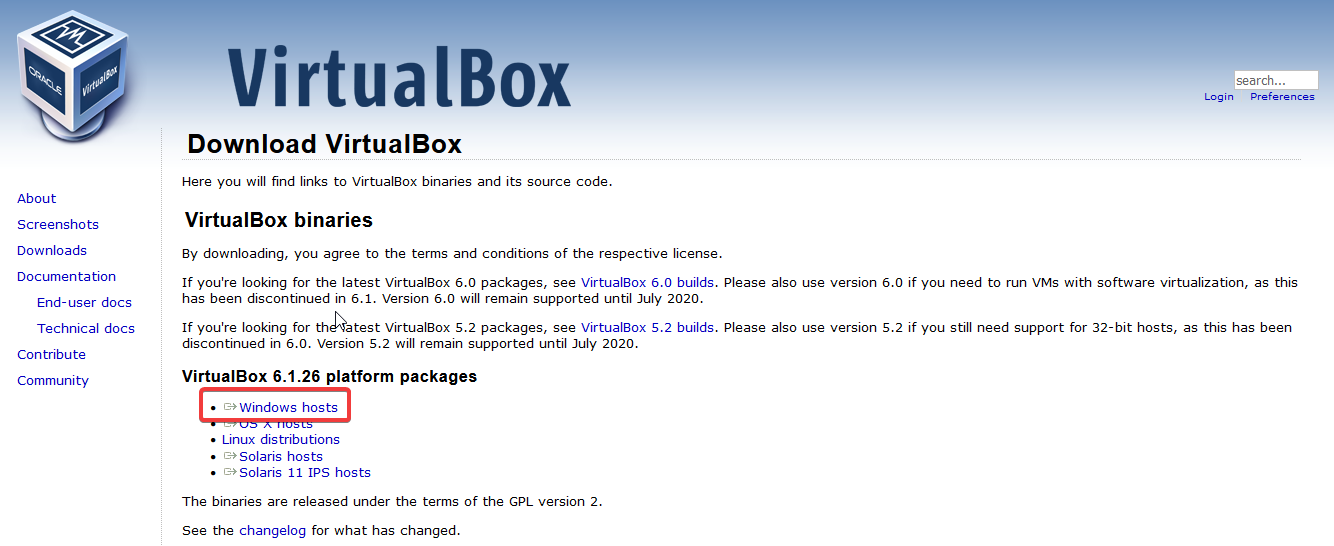 ORACLE
VirtualBox
VirtualBox
search...
Login Preferences
Download VirtualBox
Here you will find links to VirtualBox binaries and its source code.
About
Screenshots
Downloads
Documentation
End-user docs
Technical docs
Contribute
Community
VirtualBox binaries
By downloading, you agree to the terms and conditions of the respective license.
If you're looking for the latest VirtualBox 6.0 packages, see VirtualBox 6.0 builds. Please also use version 6.0 if you need to run VMs with software virtualization, as this
has been discontinued in 6.1. Version 6.0 will remain supported until July 2020.
If you're looking for the latest VirtualBox 5.2 packages, see VirtualBox 5.2 builds. Please also use version 5.2 if you still need support for 32-bit hosts, as this has been
discontinued in 6.0. Version 5.2 will remain supported until July 2020.
VirtualBox 6.1.26 platform packages
Windows hosts
OS X hosts
Linux distributions
Solaris hosts
Solaris 11 IPS hosts
The binaries are released under the terms of the GPL version 2.
See the changelog for what has changed.